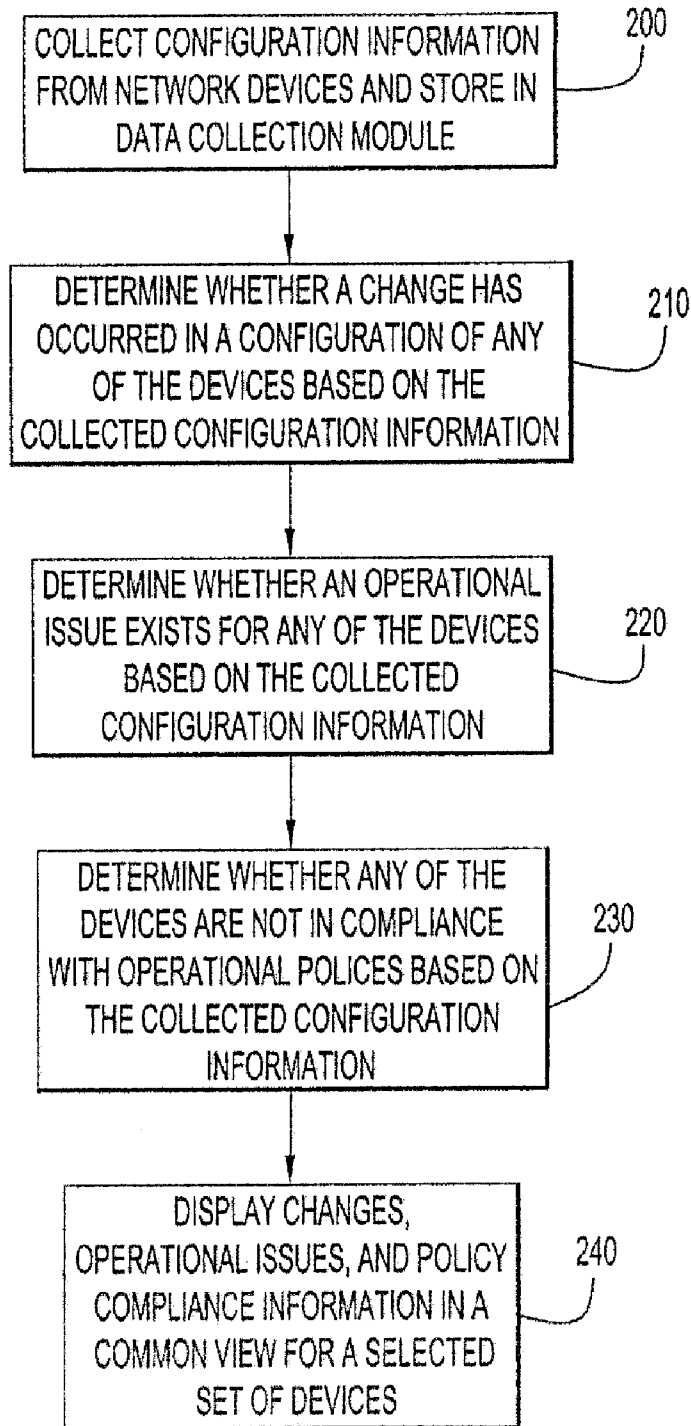 COLLECT CONFIGURATION INFORMATION
FROM NETWORK DEVICES AND STORE IN
DATA COLLECTION MODULE
200
DETERMINE WHETHER A CHANGE HAS
OCCURRED IN A CONFIGURATION OF ANY
OF THE DEVICES BASED ON THE
COLLECTED CONFIGURATION INFORMATION
210
DETERMINE WHETHER AN OPERATIONAL
ISSUE EXISTS FOR ANY OF THE DEVICES
BASED ON THE COLLECTED
CONFIGURATION INFORMATION
220
DETERMINE WHETHER ANY OF THE
DEVICES ARE NOT IN COMPLIANCE
WITH OPERATIONAL POLICES BASED ON
THE COLLECTED CONFIGURATION
INFORMATION
230
DISPLAY CHANGES,
OPERATIONAL ISSUES, AND POLICY
COMPLIANCE INFORMATION IN A
COMMON VIEW FOR A SELECTED
SET OF DEVICES
240